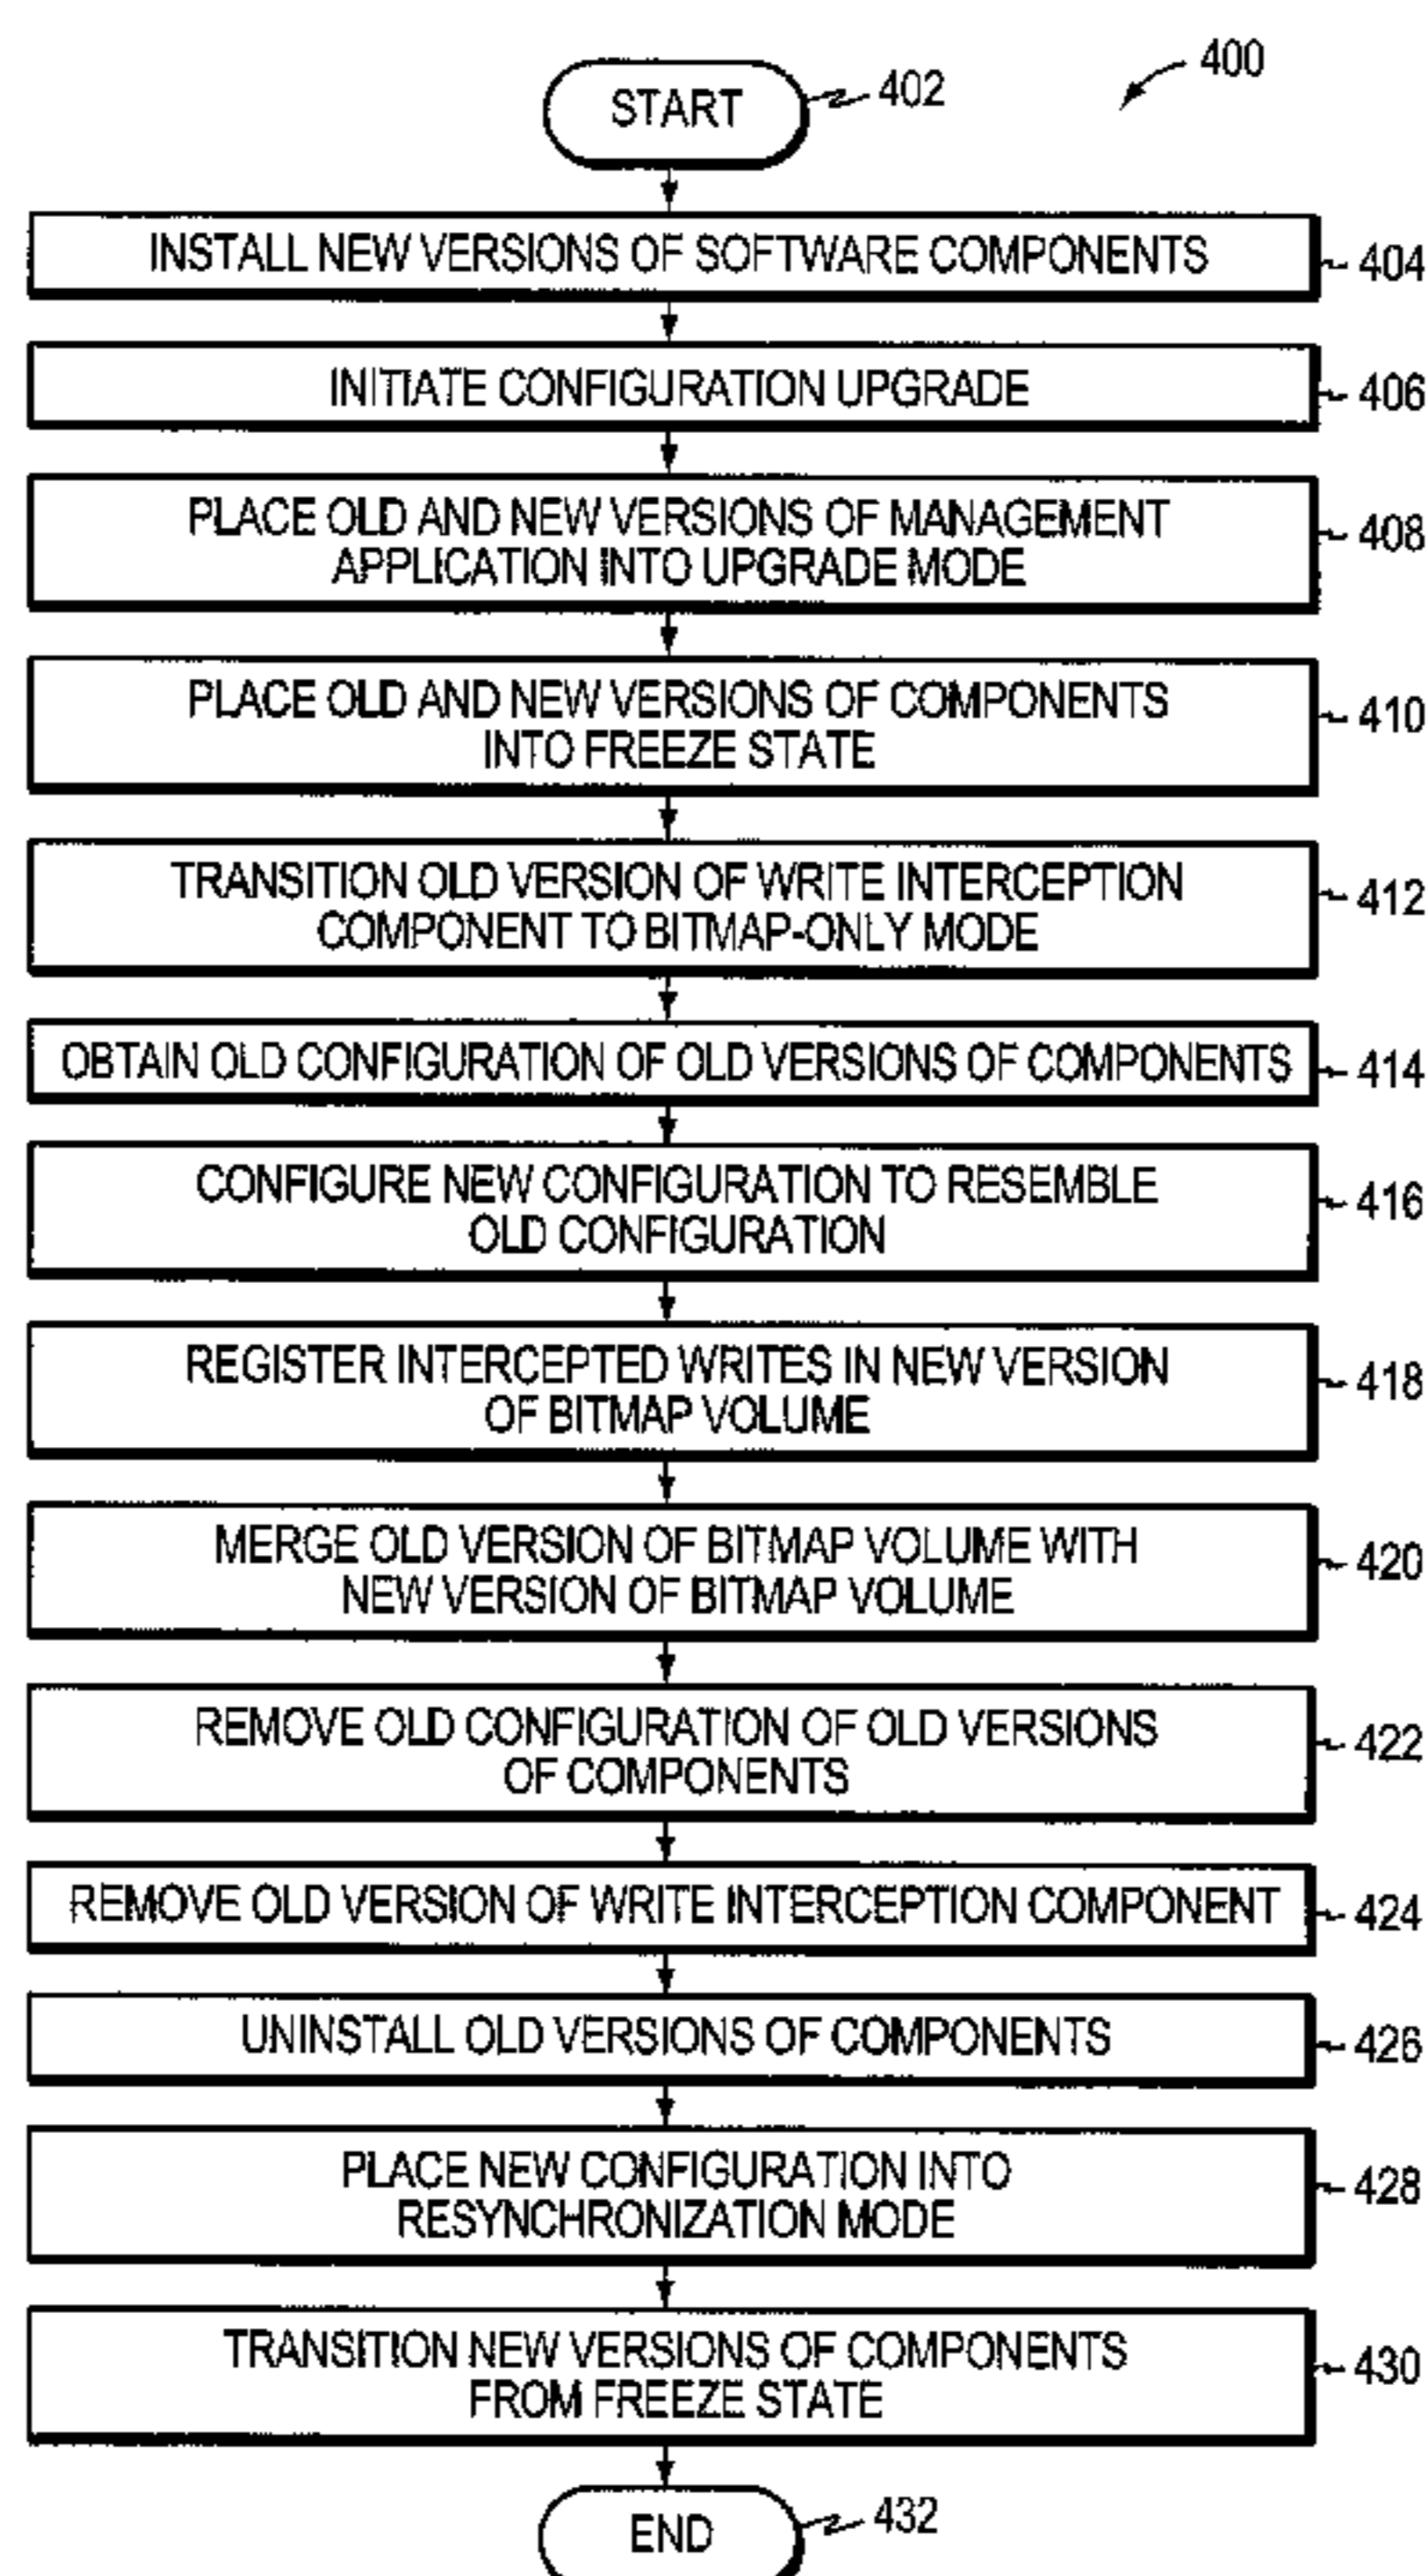 400
START
402
INSTALL NEW VERSIONS OF SOFTWARE COMPONENTS
404
INITIATE CONFIGURATION UPGRADE
406
PLACE OLD AND NEW VERSIONS OF MANAGEMENT
APPLICATION INTO UPGRADE MODE
408
PLACE OLD AND NEW VERSIONS OF COMPONENTS
INTO FREEZE STATE
410
TRANSITION OLD VERSION OF WRITE INTERCEPTION
COMPONENT TO BITMAP-ONLY MODE
412
OBTAIN OLD CONFIGURATION OF OLD VERSIONS OF COMPONENTS
414
CONFIGURE NEW CONFIGURATION TO RESEMBLE
OLD CONFIGURATION
416
REGISTER INTERCEPTED WRITES IN NEW VERSION
OF BITMAP VOLUME
418
MERGE OLD VERSION OF BITMAP VOLUME WITH
NEW VERSION OF BITMAP VOLUME
420
REMOVE OLD CONFIGURATION OF OLD VERSIONS
OF COMPONENTS
422
REMOVE OLD VERSION OF WRITE INTERCEPTION COMPONENT
424
UNINSTALL OLD VERSIONS OF COMPONENTS
426
PLACE NEW CONFIGURATION INTO
RESYNCHRONIZATION MODE
428
TRANSITION NEW VERSIONS OF COMPONENTS
FROM FREEZE STATE
430
END
432